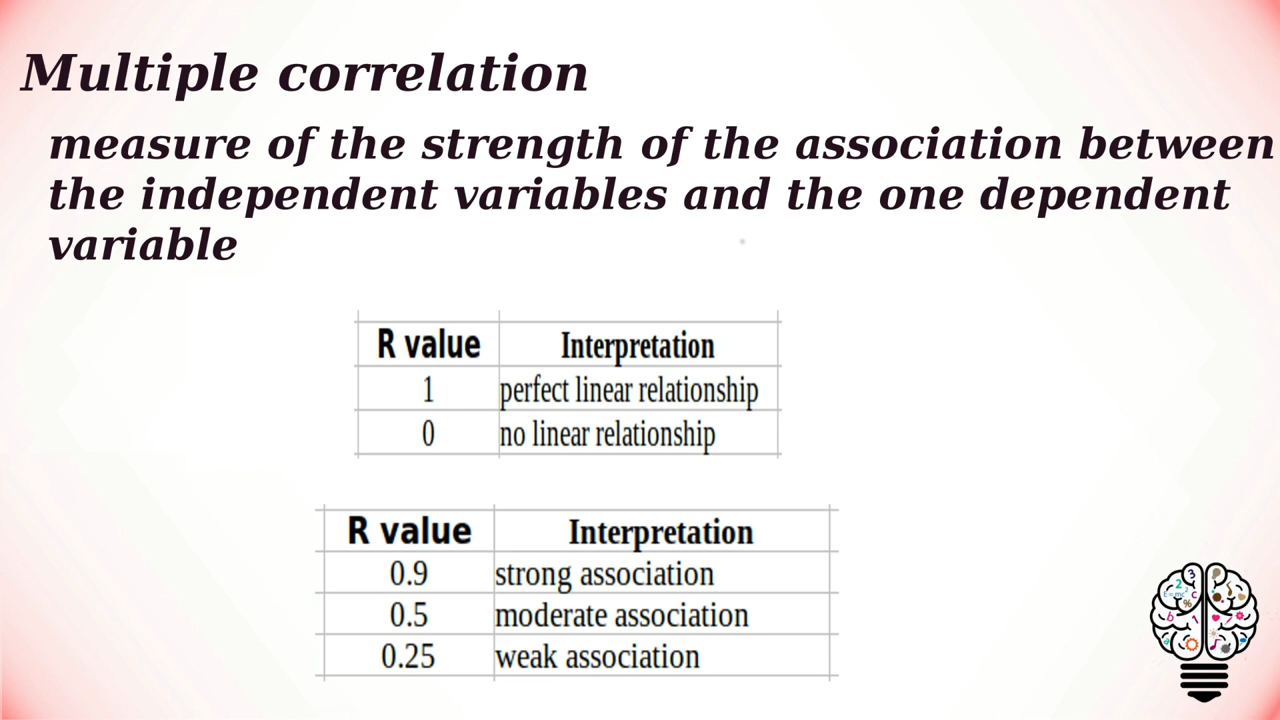 Multiple correlation
measure of the strength of the association between
the independent variables and the one dependent
variable
R value Interpretation
1 perfect linear relationship
0 no linear relationship
R value Interpretation
0.9 strong association
0.5 moderate association
0.25 weak association